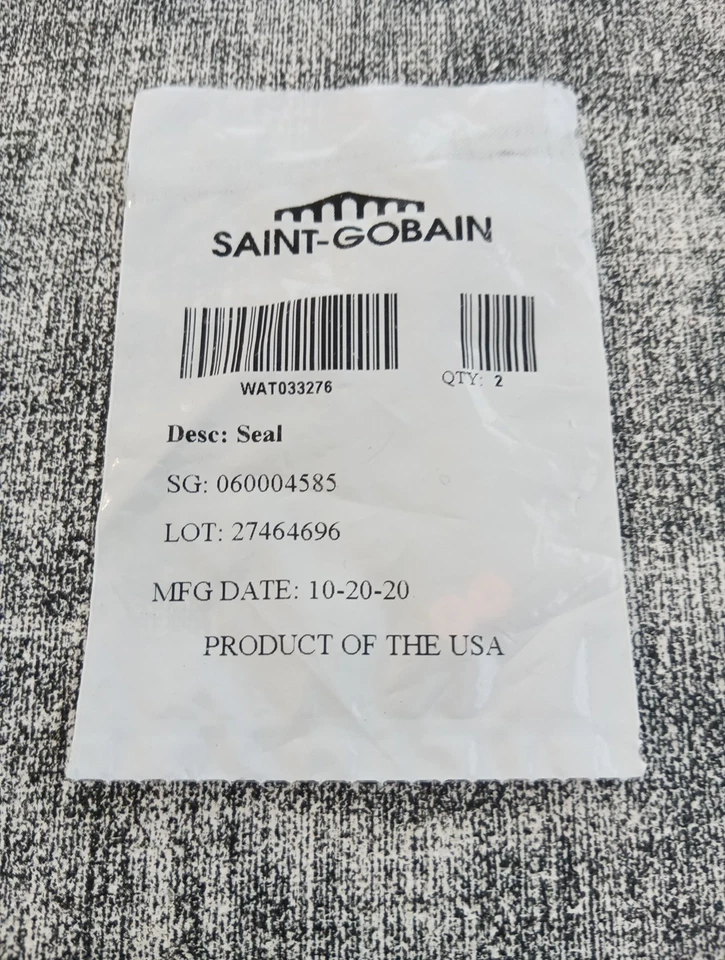 SAINT-GOBAIN
WAT033276
QTY: 2
Desc: Seal
SG: 060004585
LOT: 27464696
MFG DATE: 10-20-20
PRODUCT OF THE USA